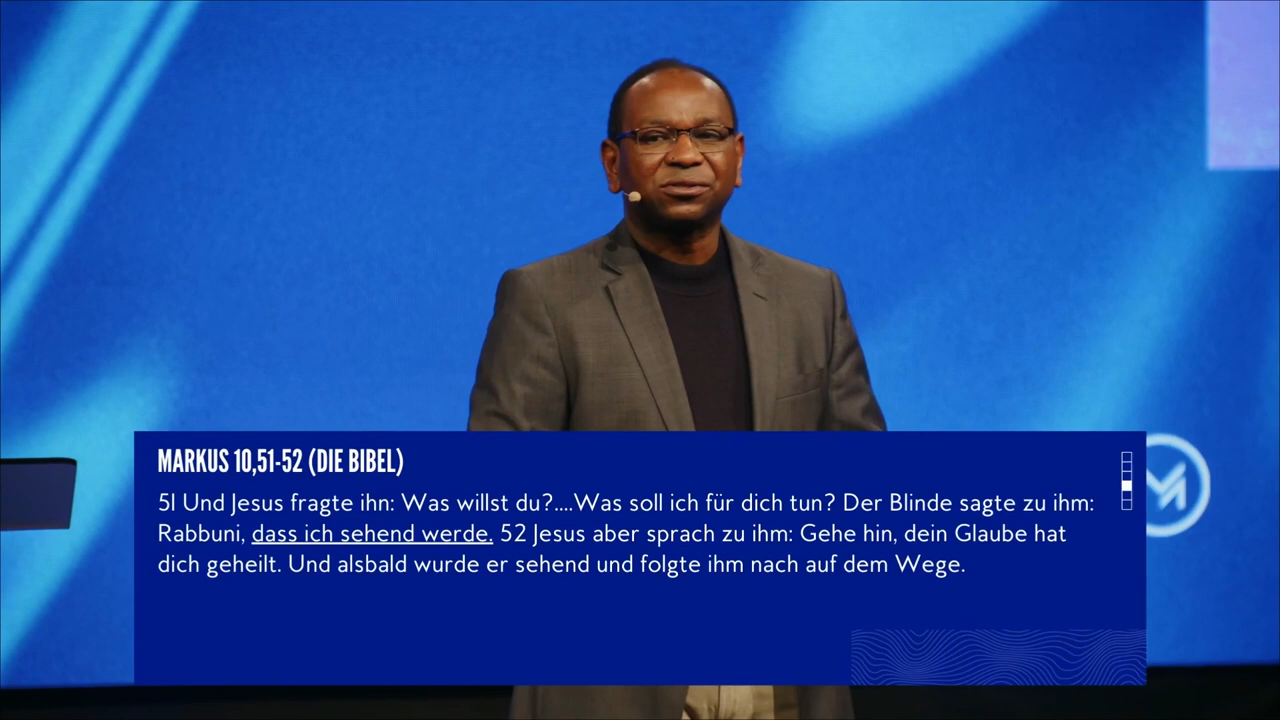 MARKUS 10,51-52 (DIE BIBEL)
51 Und Jesus fragte ihn: Was willst du?....Was soll ich für dich tun? Der Blinde sagte zu ihm:
Rabbuni, dass ich sehend werde. 52 Jesus aber sprach zu ihm: Gehe hin, dein Glaube hat
dich geheilt. Und alsbald wurde er sehend und folgte ihm nach auf dem Wege.